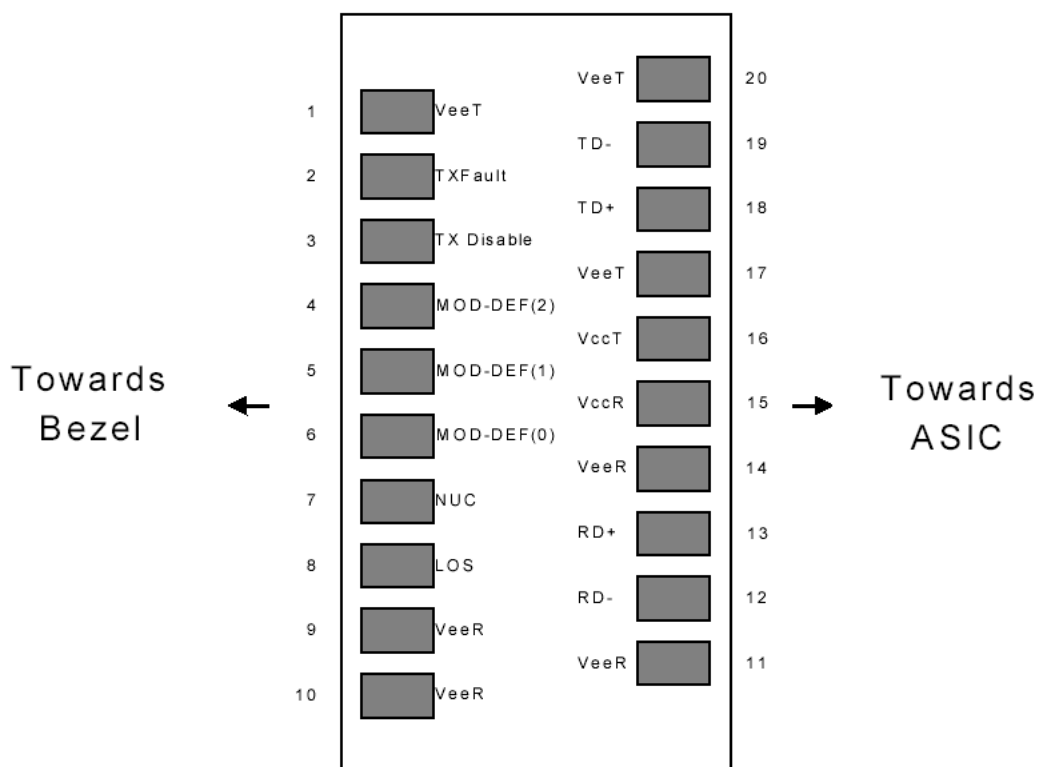 VeeT 20
1 VeeT
TD- 19
2 TXFault
TD+ 18
3 TX Disable
VeeT 17
4 MOD-DEF(2)
VccT 16
5 MOD-DEF(1)
Towards
Bezel
VccR 15
Towards
ASIC
6 MOD-DEF(0)
VeeR 14
7 NUC
RD+ 13
8 LOS
RD- 12
9 VeeR
VeeR 11
10 VeeR